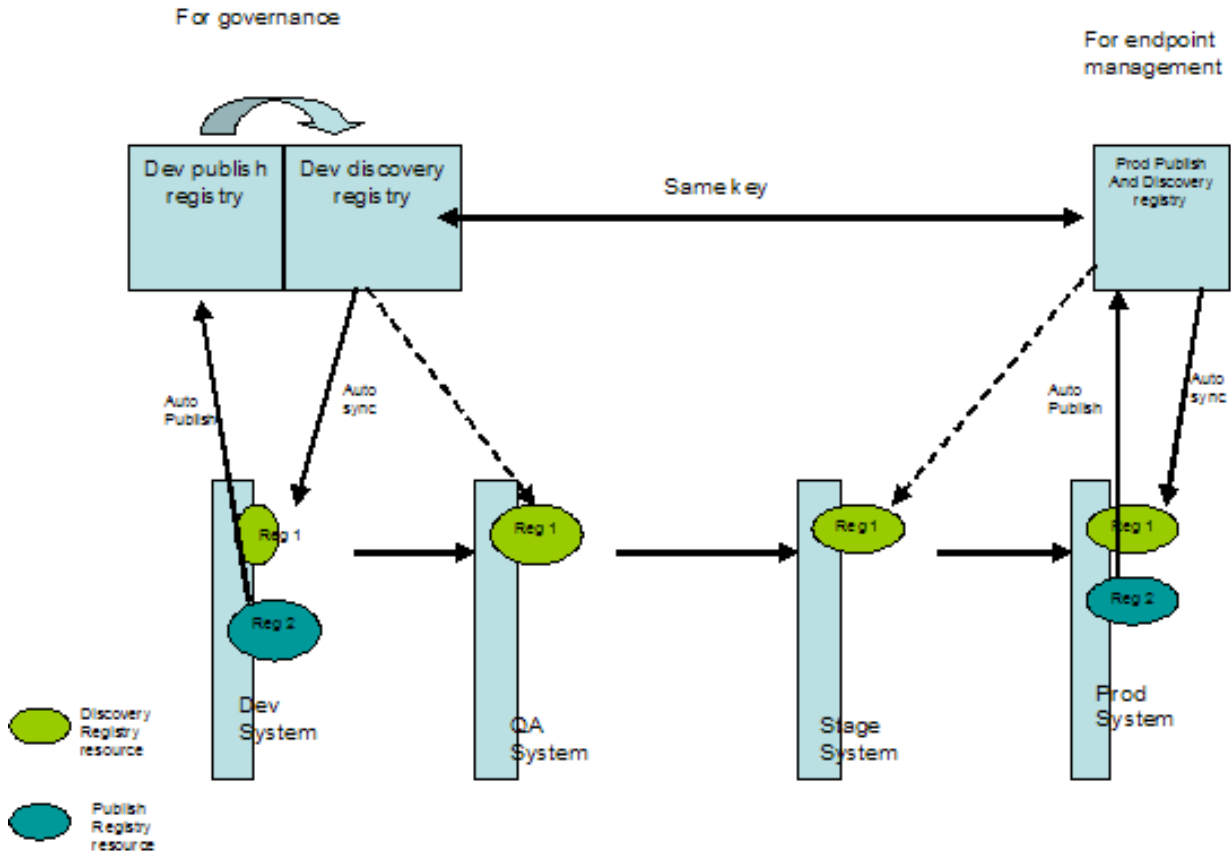 For governance
For endpoint
management
Dev publish
registry
Dev discovery
registry
Same key
Prod Publish
And Discovery
registry
Auto
Publish
Auto
sync
Auto
Publish
Auto
sync
Reg 1
Reg 2
Reg 1
Reg 1
Reg 1
Reg 2
Dev
System
QA
System
Stage
System
Prod
System
Discovery
Registry
resource
Publish
Registry
resource